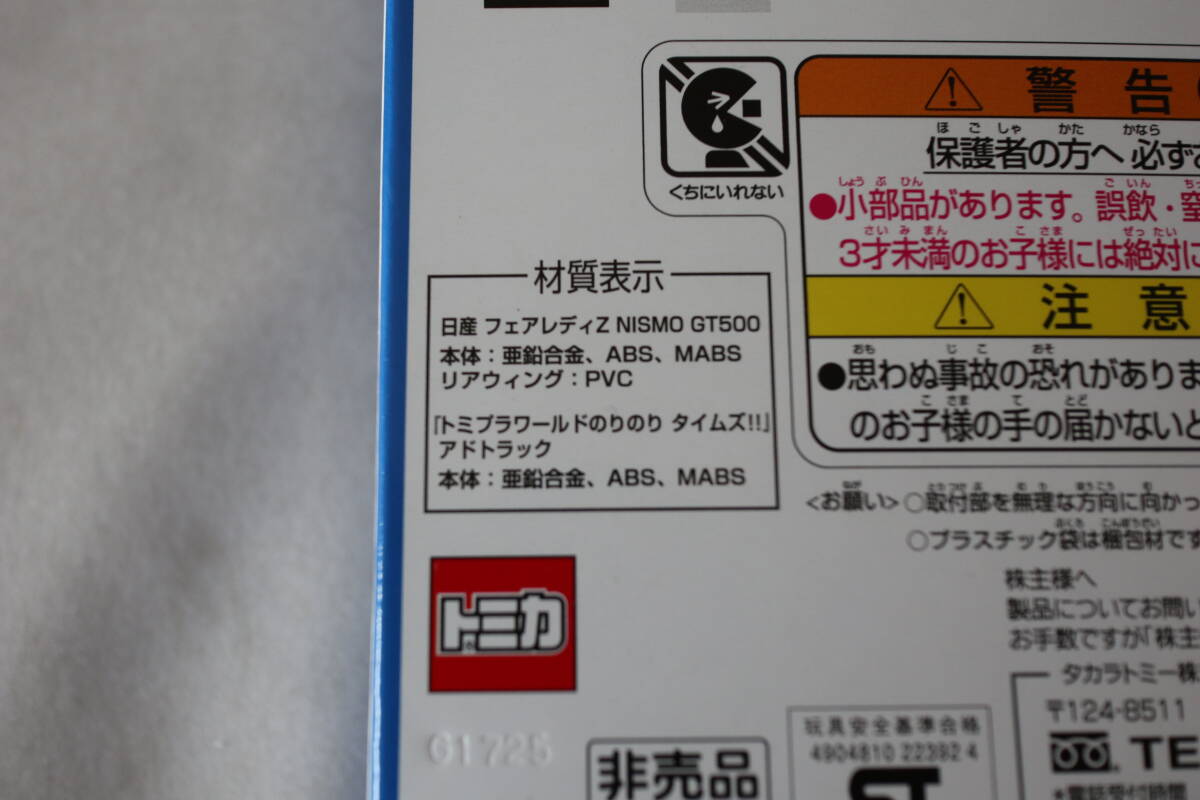 くちにいれない
警告
ほごしゃ かた かなら
保護者の方へ 必ず
しょうぶひん ごいん
●小部品があります。誤飲・窒
さいみまん こさま ぜったい
3才未満のお子様には絶対に
注意
おも じこ おそ
●思わぬ事故の恐れがありま
こさま て とど
のお子様の手の届かないと
材質表示
日産 フェアレディZ NISMO GT500
本体：亜鉛合金、ABS、MABS
リアウィング：PVC
「トミプラワールドのりのり タイムズ!!」
アドトラック
本体：亜鉛合金、ABS、MABS
<お願い> ○取付部を無理な方向に向かっ
○プラスチック袋は梱包材です
株主様へ
製品についてお問い
お手数ですが「株主
タカラトミー株
〒124-8511
TE
*電話受付時間
トミカ
G1725
非売品
玩具安全基準合格
4904810 22392 4
ST